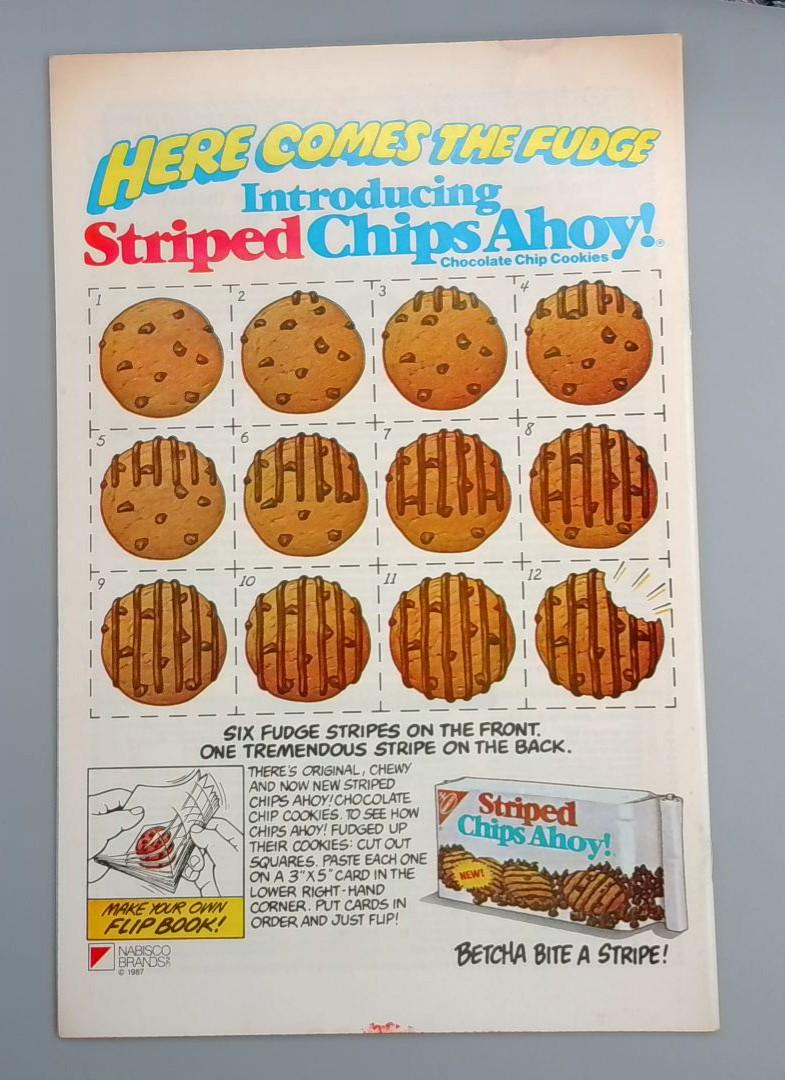 HERE COMES THE FUDGE
Introducing
Striped Chips Ahoy!®
Chocolate Chip Cookies
1 2 3 4
5 6 7 8
9 10 11 12
SIX FUDGE STRIPES ON THE FRONT.
ONE TREMENDOUS STRIPE ON THE BACK.
THERE'S ORIGINAL, CHEWY
AND NOW NEW STRIPED
CHIPS AHOY! CHOCOLATE
CHIP COOKIES. TO SEE HOW
CHIPS AHOY! FUDGED UP
THEIR COOKIES: CUT OUT
SQUARES. PASTE EACH ONE
ON A 3"X 5" CARD IN THE
LOWER RIGHT-HAND
CORNER. PUT CARDS IN
ORDER AND JUST FLIP!
MAKE YOUR OWN
FLIP BOOK!
NABISCO
BRANDS
© 1987
Striped
Chips Ahoy!
NEW!
BETCHA BITE A STRIPE!